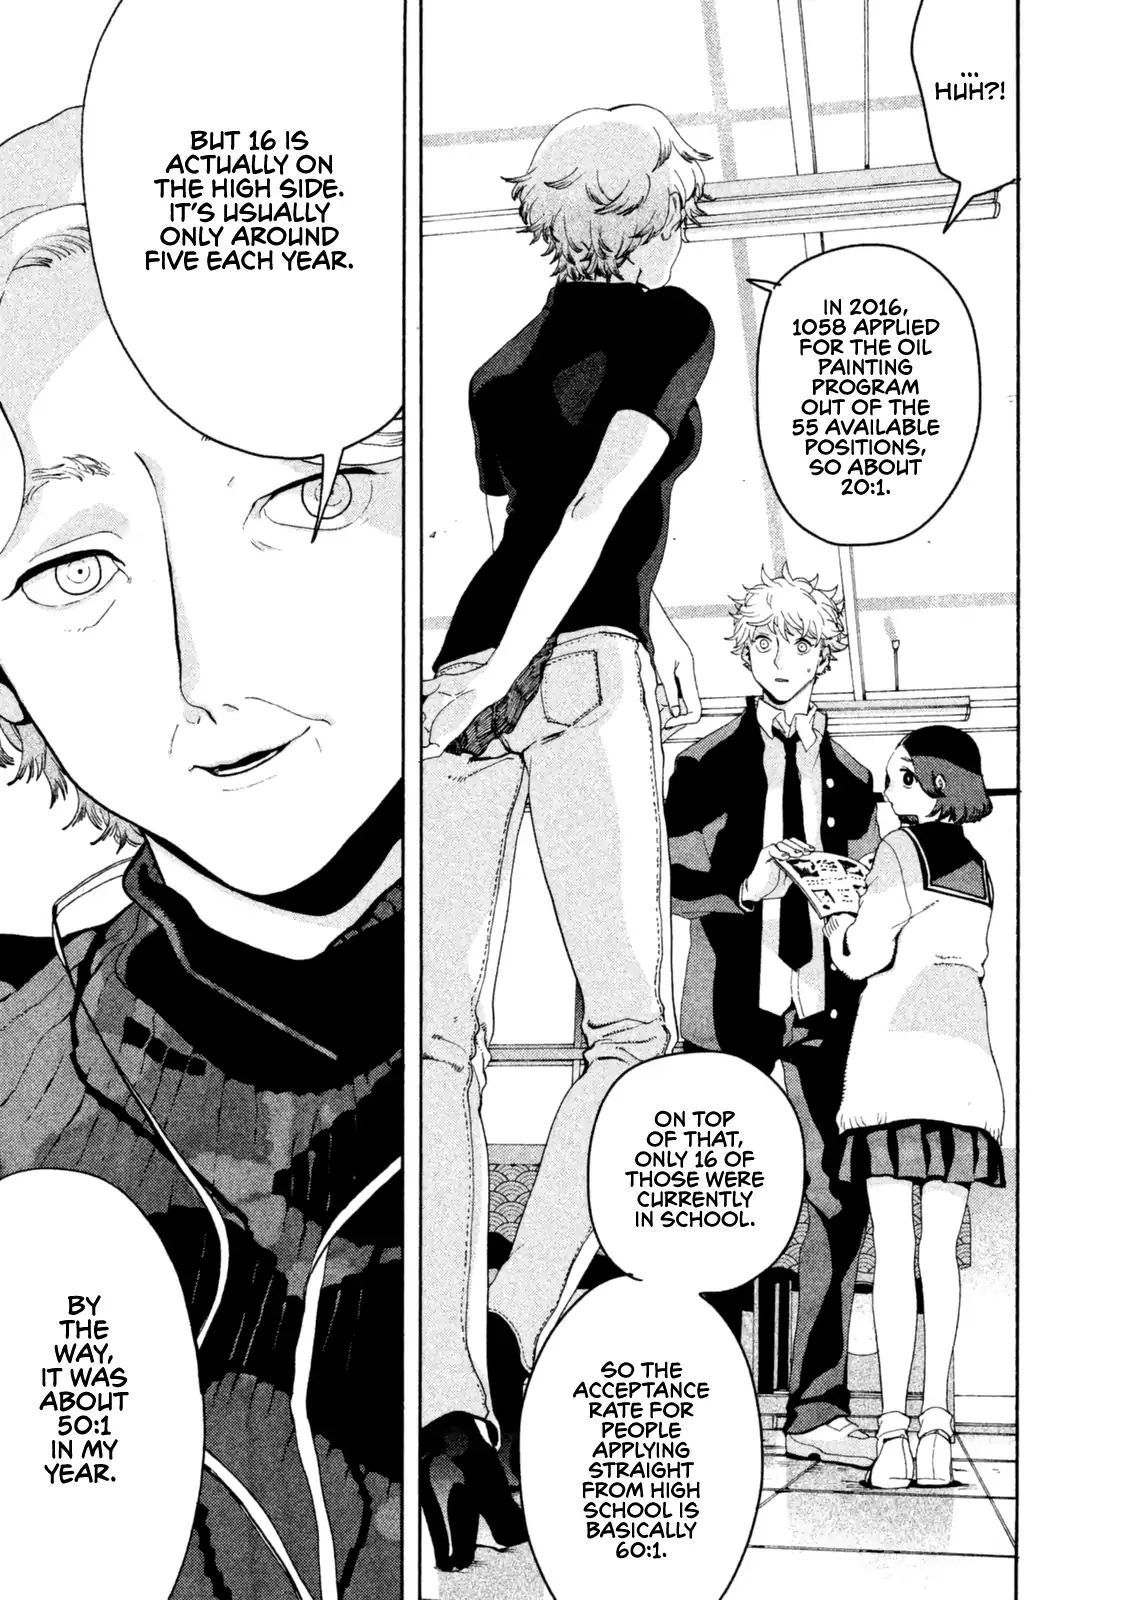 ...
HUH?!
IN 2016,
1058 APPLIED
FOR THE OIL
PAINTING
PROGRAM
OUT OF THE
55 AVAILABLE
POSITIONS,
SO ABOUT
20:1.
ON TOP
OF THAT,
ONLY 16 OF
THOSE WERE
CURRENTLY
IN SCHOOL.
SO THE
ACCEPTANCE
RATE FOR
PEOPLE
APPLYING
STRAIGHT
FROM HIGH
SCHOOL IS
BASICALLY
60:1.
BUT 16 IS
ACTUALLY ON
THE HIGH SIDE.
IT'S USUALLY
ONLY AROUND
FIVE EACH YEAR.
BY
THE
WAY,
IT WAS
ABOUT
50:1
IN MY
YEAR.